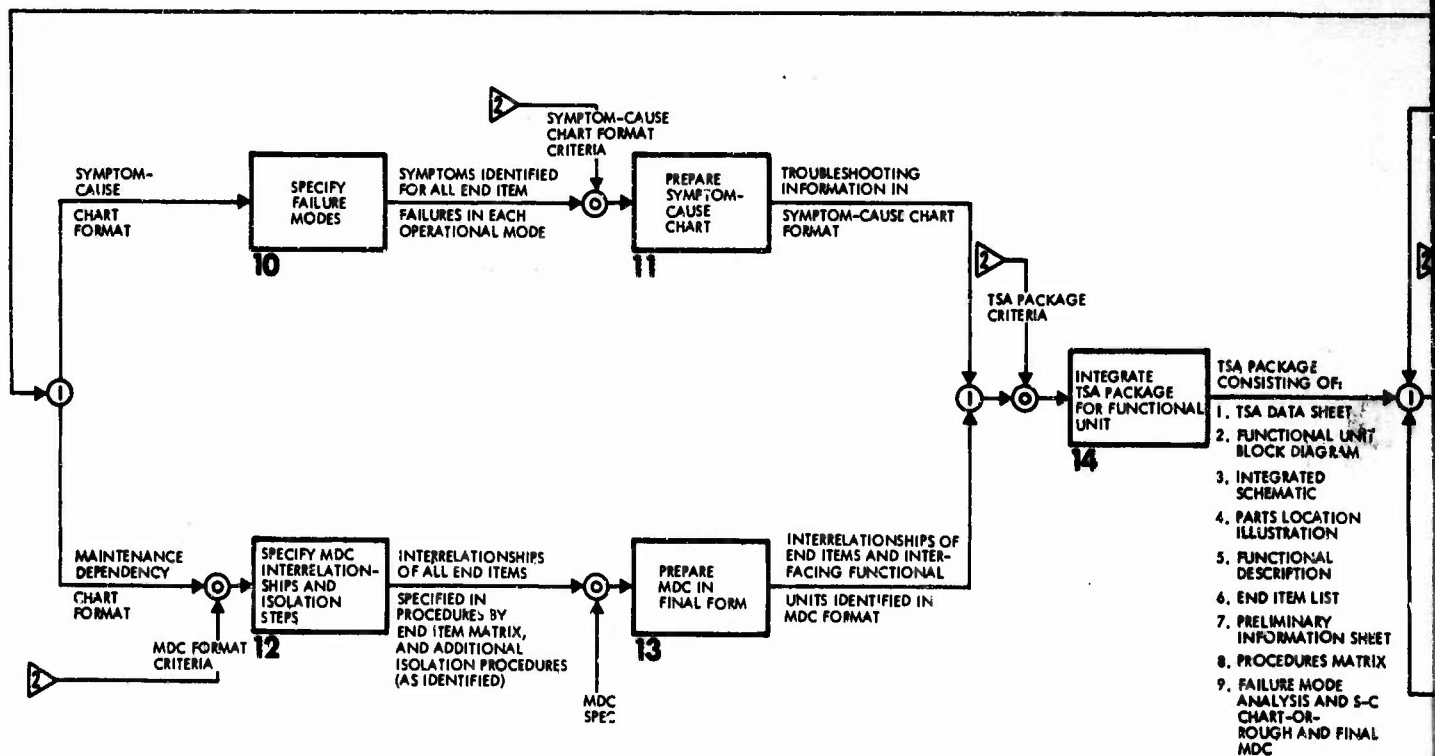 2
SYMPTOM-CAUSE
CHART FORMAT
CRITERIA
SYMPTOM-
CAUSE
CHART
FORMAT
SPECIFY
FAILURE
MODES
10
SYMPTOMS IDENTIFIED
FOR ALL END ITEM
FAILURES IN EACH
OPERATIONAL MODE
O
PREPARE
SYMPTOM-
CAUSE
CHART
11
TROUBLESHOOTING
INFORMATION IN
SYMPTOM-CAUSE CHART
FORMAT
2
2
TSA PACKAGE
CRITERIA
I
I
O
INTEGRATE
TSA PACKAGE
FOR FUNCTIONAL
UNIT
14
TSA PACKAGE
CONSISTING OF:
I
1. TSA DATA SHEET
2. FUNCTIONAL UNIT
BLOCK DIAGRAM
3. INTEGRATED
SCHEMATIC
4. PARTS LOCATION
ILLUSTRATION
5. FUNCTIONAL
DESCRIPTION
6. END ITEM LIST
7. PRELIMINARY
INFORMATION SHEET
8. PROCEDURES MATRIX
9. FAILURE MODE
ANALYSIS AND S-C
CHART-OR-
ROUGH AND FINAL
MDC
MAINTENANCE
DEPENDENCY
CHART
FORMAT
O
MDC FORMAT
CRITERIA
2
SPECIFY MDC
INTERRELATION-
SHIPS AND
ISOLATION
STEPS
12
INTERRELATIONSHIPS
OF ALL END ITEMS
SPECIFIED IN
PROCEDURES BY
END ITEM MATRIX,
AND ADDITIONAL
ISOLATION PROCEDURES
(AS IDENTIFIED)
O
MDC
SPEC
PREPARE
MDC IN
FINAL FORM
13
INTERRELATIONSHIPS OF
END ITEMS AND INTER-
FACING FUNCTIONAL
UNITS IDENTIFIED IN
MDC FORMAT